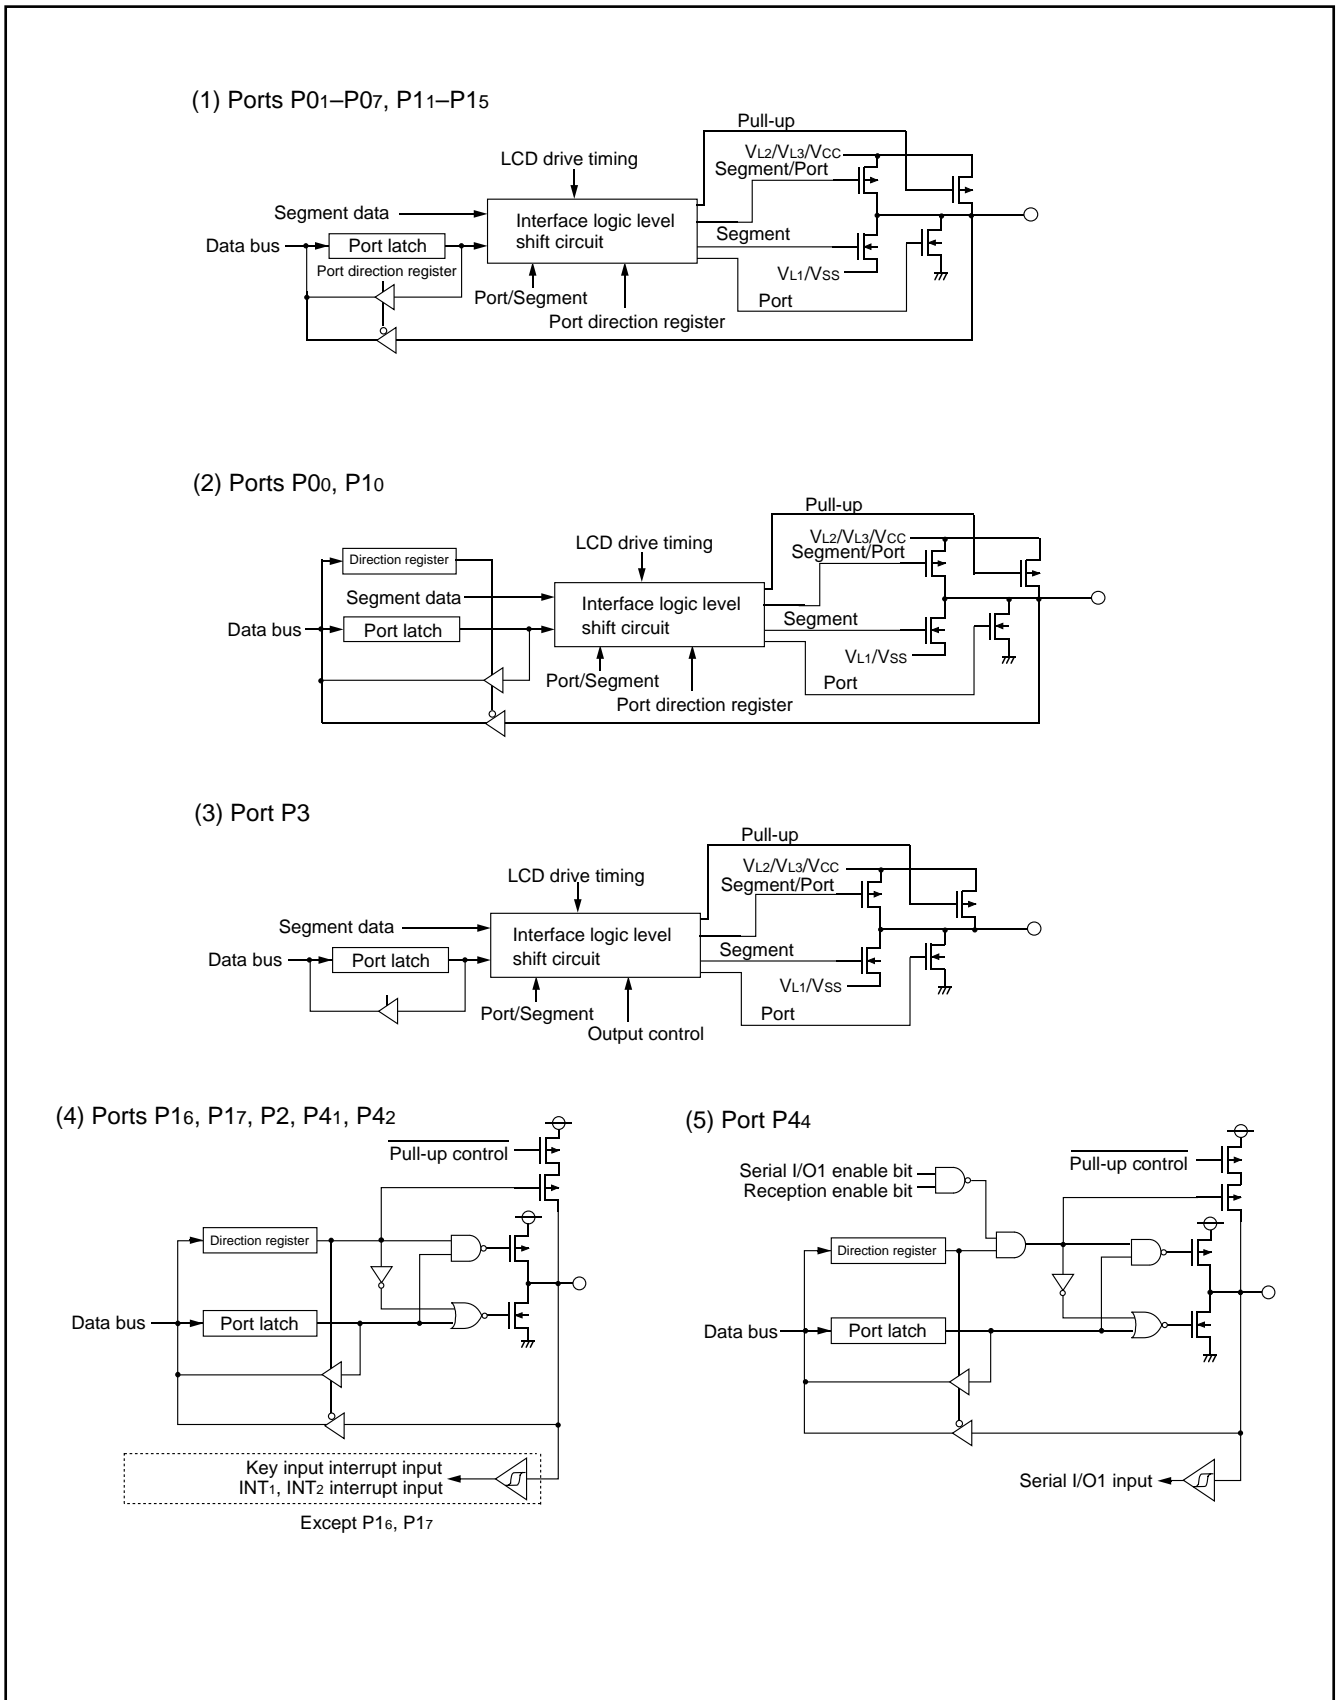 (1) Ports P01–P07, P11–P15
Pull-up
VL2/VL3/VCC
LCD drive timing
Segment/Port
Segment data
Interface logic level
shift circuit
Segment
Data bus
Port latch
Port direction register
VL1/VSS
Port/Segment
Port
Port direction register
(2) Ports P00, P10
Pull-up
VL2/VL3/VCC
LCD drive timing
Segment/Port
Direction register
Segment data
Interface logic level
shift circuit
Segment
Data bus
Port latch
VL1/VSS
Port/Segment
Port
Port direction register
(3) Port P3
Pull-up
VL2/VL3/VCC
LCD drive timing
Segment/Port
Segment data
Interface logic level
shift circuit
Segment
Data bus
Port latch
VL1/VSS
Port/Segment
Port
Output control
(4) Ports P16, P17, P2, P41, P42
Pull-up control
Direction register
Data bus
Port latch
Key input interrupt input
INT1, INT2 interrupt input
Except P16, P17
(5) Port P44
Pull-up control
Serial I/O1 enable bit
Reception enable bit
Direction register
Data bus
Port latch
Serial I/O1 input